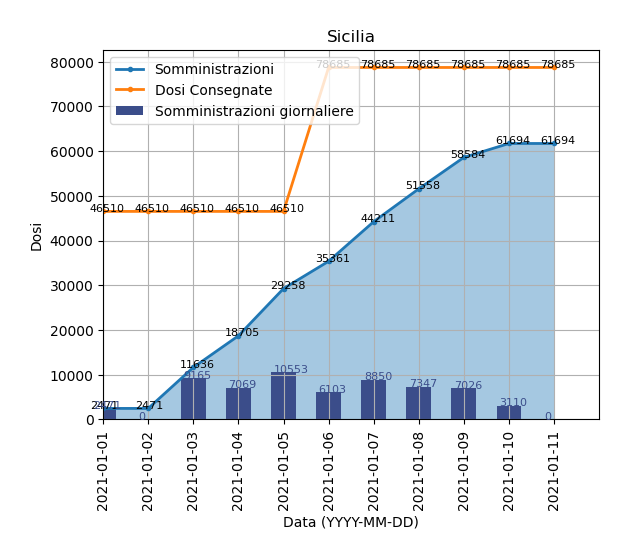 Sicilia
Somministrazioni
Dosi Consegnate
Somministrazioni giornaliere
Dosi
80000
70000
60000
50000
40000
30000
20000
10000
0
46510 46510 46510 46510 46510 78685 78685 78685 78685 78685 78685
2471 2471 11636 18705 29258 35361 44211 51558 58584 61694 61694
2471 0 9165 7069 10553 6103 8850 7347 7026 3110 0
2021-01-01
2021-01-02
2021-01-03
2021-01-04
2021-01-05
2021-01-06
2021-01-07
2021-01-08
2021-01-09
2021-01-10
2021-01-11
Data (YYYY-MM-DD)